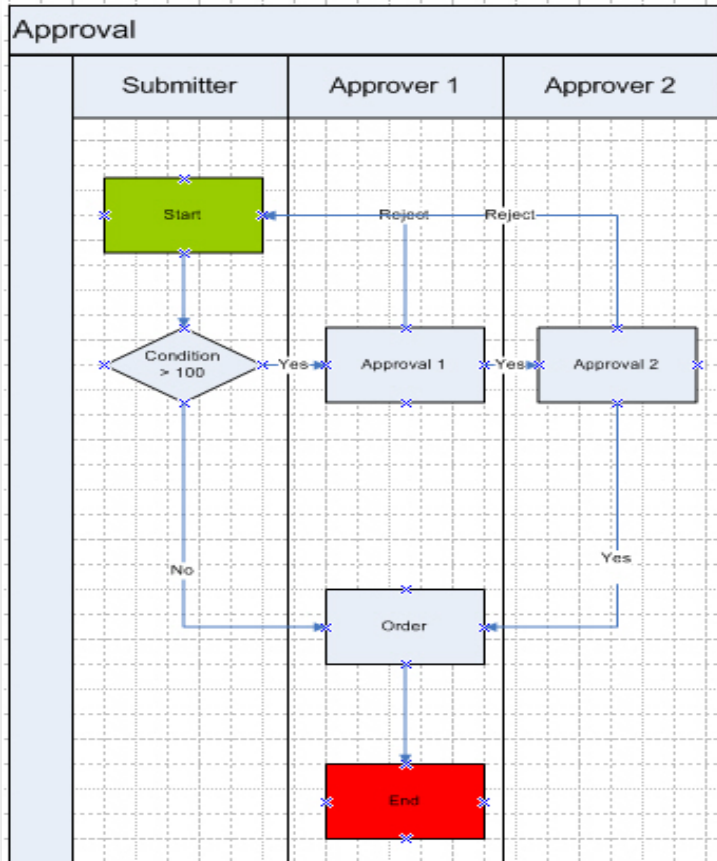 Approval
Submitter
Approver 1
Approver 2
Start
Reject
Reject
Condition
> 100
Yes
Approval 1
Yes
Approval 2
No
Yes
Order
End